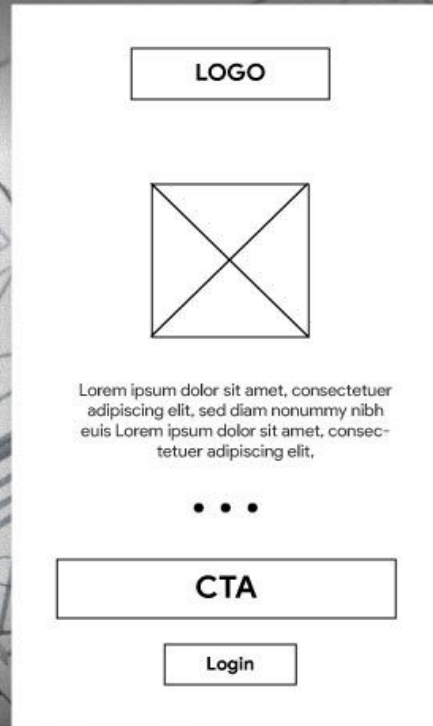 LOGO
Lorem ipsum dolor sit amet, consectetuer
adipiscing elit, sed diam nonummy nibh
euis Lorem ipsum dolor sit amet, consec-
tetuer adipiscing elit,
CTA
Login